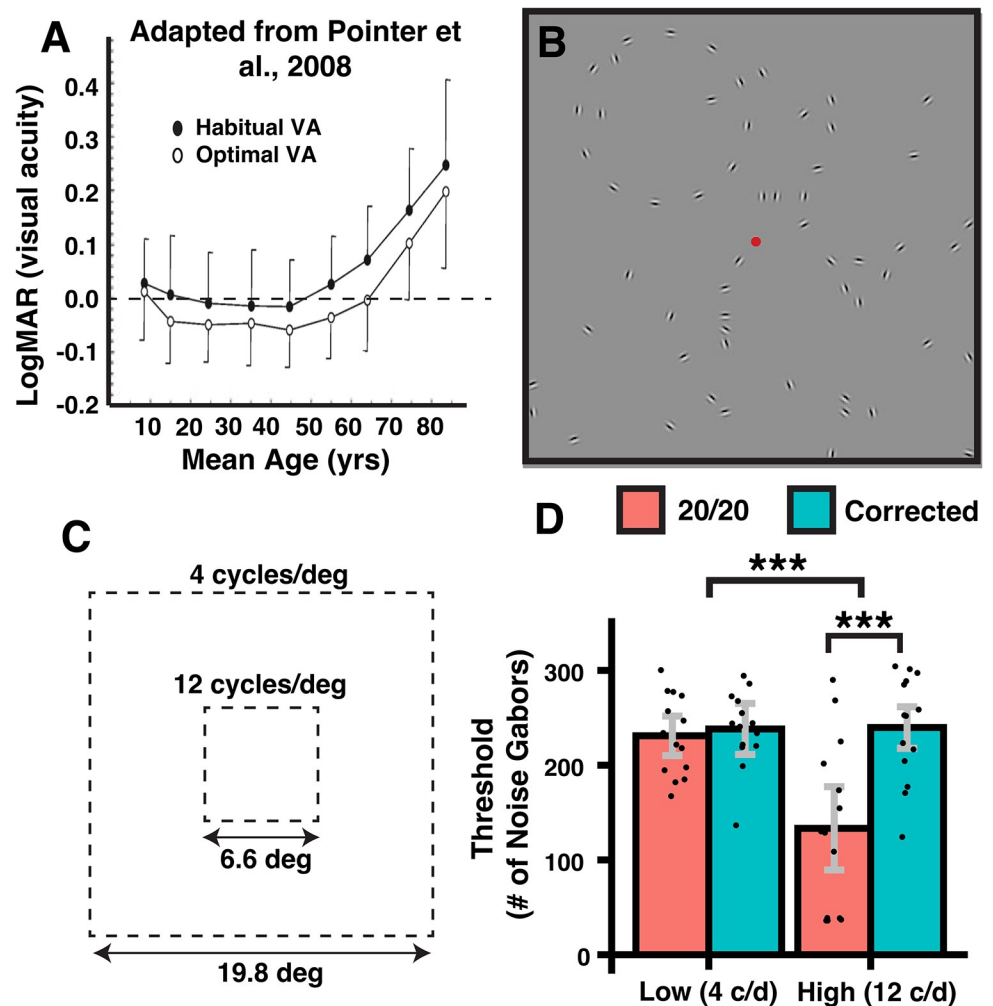 A
Adapted from Pointer et
al., 2008
Habitual VA
Optimal VA
LogMAR (visual acuity)
0.4
0.3
0.2
0.1
0.0
-0.1
-0.2
10 20 30 40 50 60 70 80
Mean Age (yrs)
B
C
4 cycles/deg
12 cycles/deg
6.6 deg
19.8 deg
D
20/20
Corrected
***
***
Threshold
(# of Noise Gabors)
300
200
100
0
Low (4 c/d) High (12 c/d)